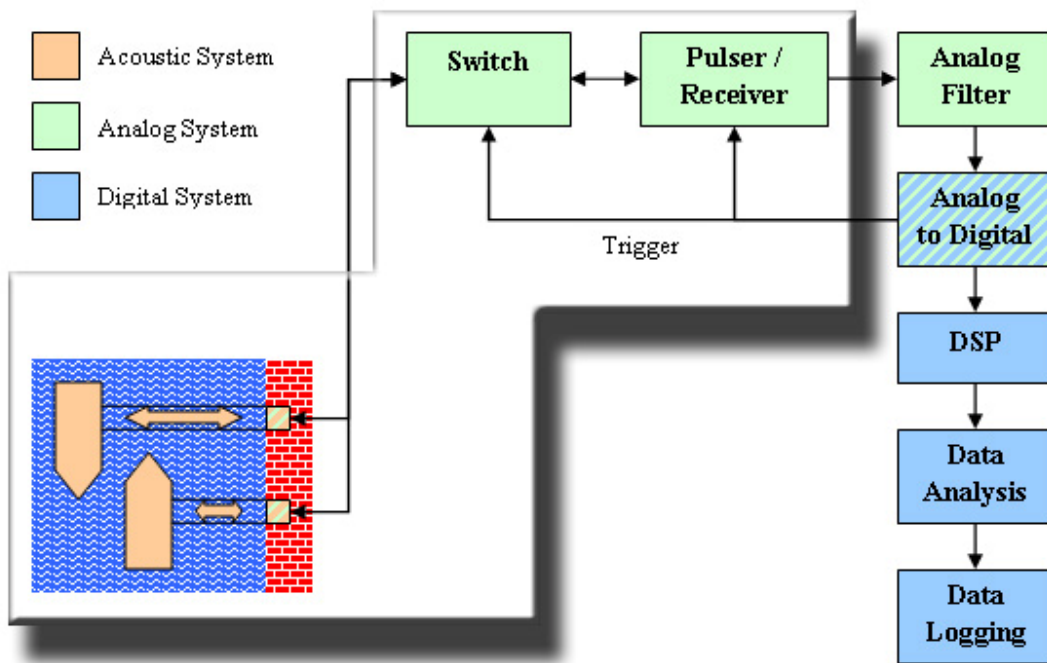 Acoustic System
Analog System
Digital System
Switch
Pulser /
Receiver
Analog
Filter
Trigger
Analog
to Digital
DSP
Data
Analysis
Data
Logging